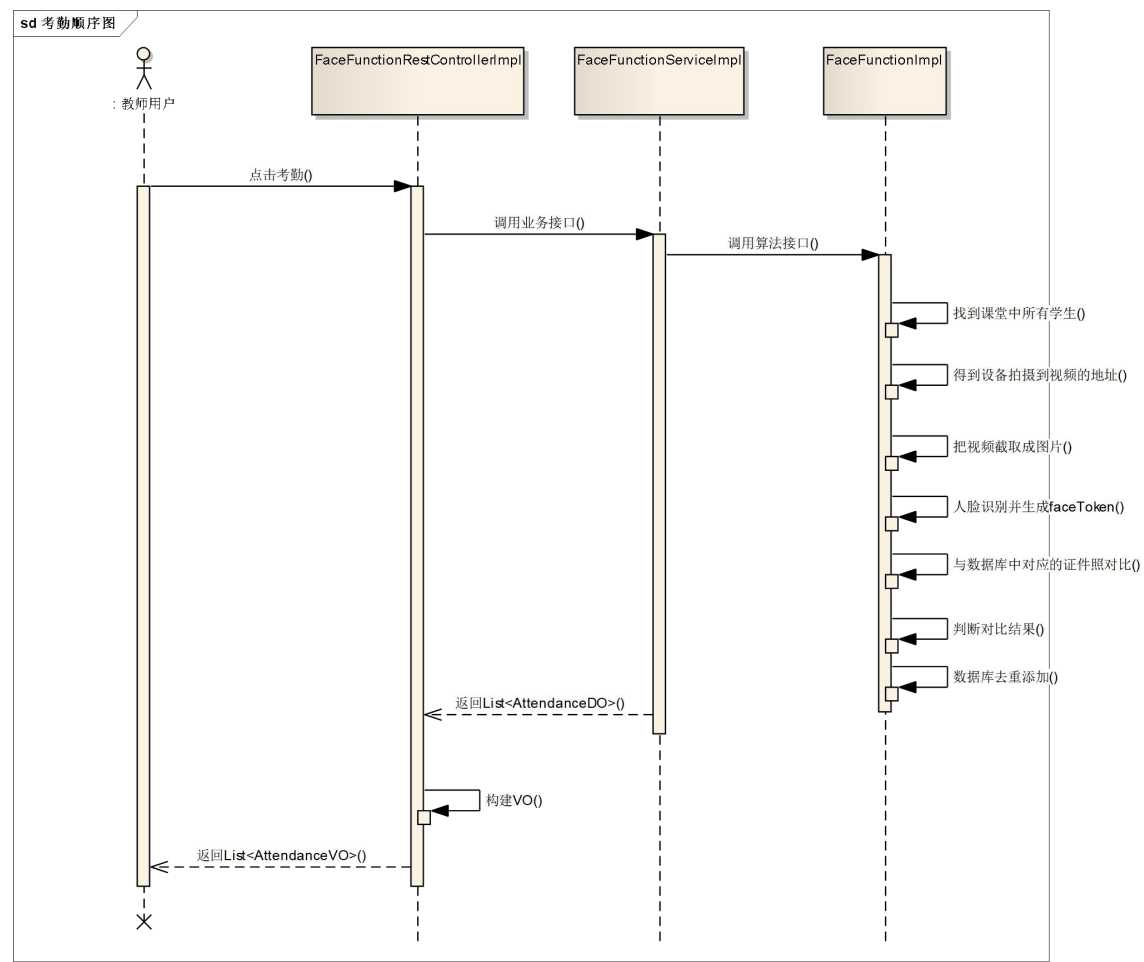 sd 考勤顺序图
FaceFunctionRestControllerImpl
FaceFunctionServiceImpl
FaceFunctionImpl
: 教师用户
点击考勤()
调用业务接口()
调用算法接口()
找到课堂中所有学生()
得到设备拍摄到视频的地址()
把视频截取成图片()
人脸识别并生成faceToken()
与数据库中对应的证件照对比()
判断对比结果()
数据库去重添加()
返回List<AttendanceDO>()
构建VO()
返回List<AttendanceVO>()